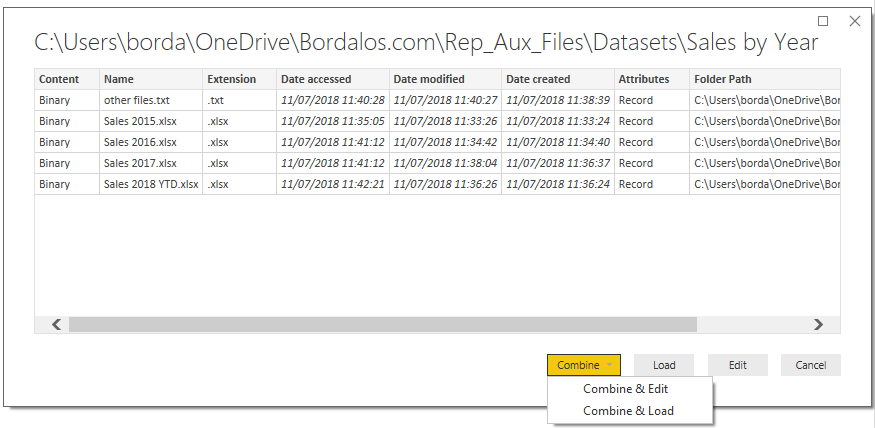 C:\Users\borda\OneDrive\Bordalos.com\Rep_Aux_Files\Datasets\Sales by Year
Content Name Extension Date accessed Date modified Date created Attributes Folder Path
Binary other files.txt .txt 11/07/2018 11:40:28 11/07/2018 11:40:27 11/07/2018 11:38:39 Record C:\Users\borda\OneDrive\Bor
Binary Sales 2015.xlsx .xlsx 11/07/2018 11:35:05 11/07/2018 11:33:26 11/07/2018 11:33:24 Record C:\Users\borda\OneDrive\Bor
Binary Sales 2016.xlsx .xlsx 11/07/2018 11:41:12 11/07/2018 11:34:42 11/07/2018 11:34:40 Record C:\Users\borda\OneDrive\Bor
Binary Sales 2017.xlsx .xlsx 11/07/2018 11:41:12 11/07/2018 11:38:04 11/07/2018 11:36:37 Record C:\Users\borda\OneDrive\Bor
Binary Sales 2018 YTD.xlsx .xlsx 11/07/2018 11:42:21 11/07/2018 11:36:26 11/07/2018 11:36:24 Record C:\Users\borda\OneDrive\Bor
Combine Load Edit Cancel
Combine & Edit
Combine & Load